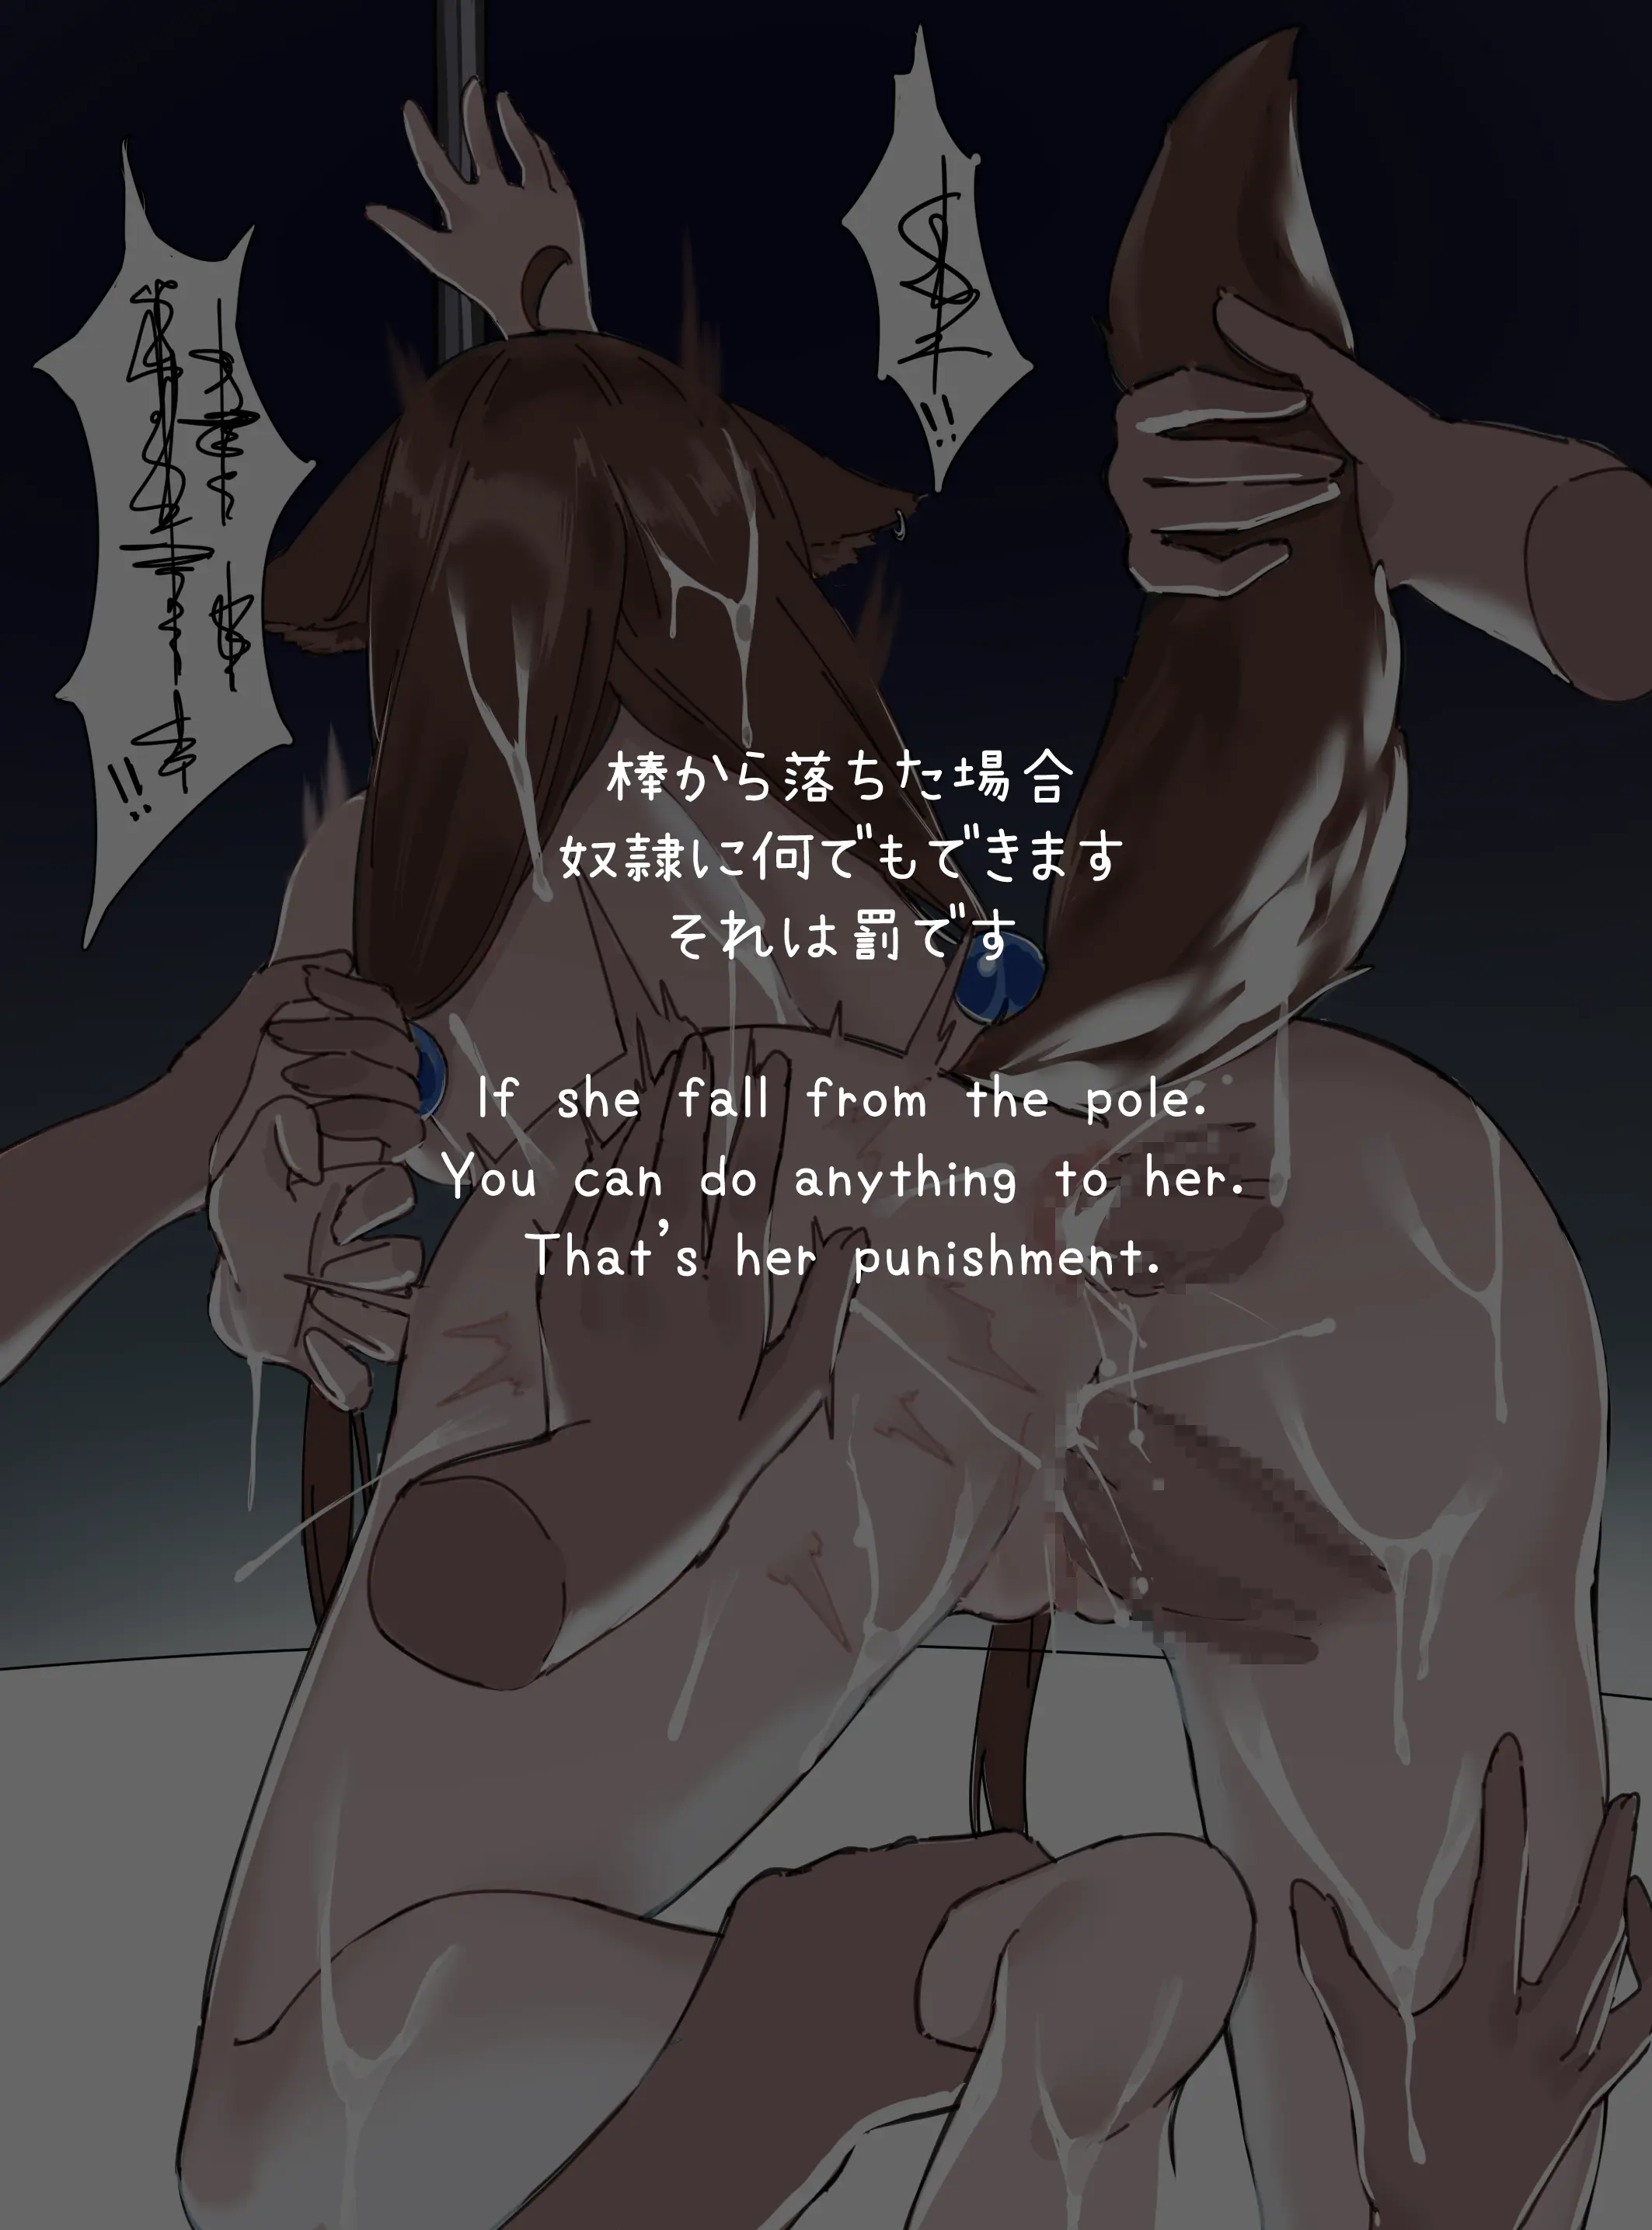 棒から落ちた場合
奴隷に何でもできます
それは罰です
If she fall from the pole.
You can do anything to her.
That's her punishment.